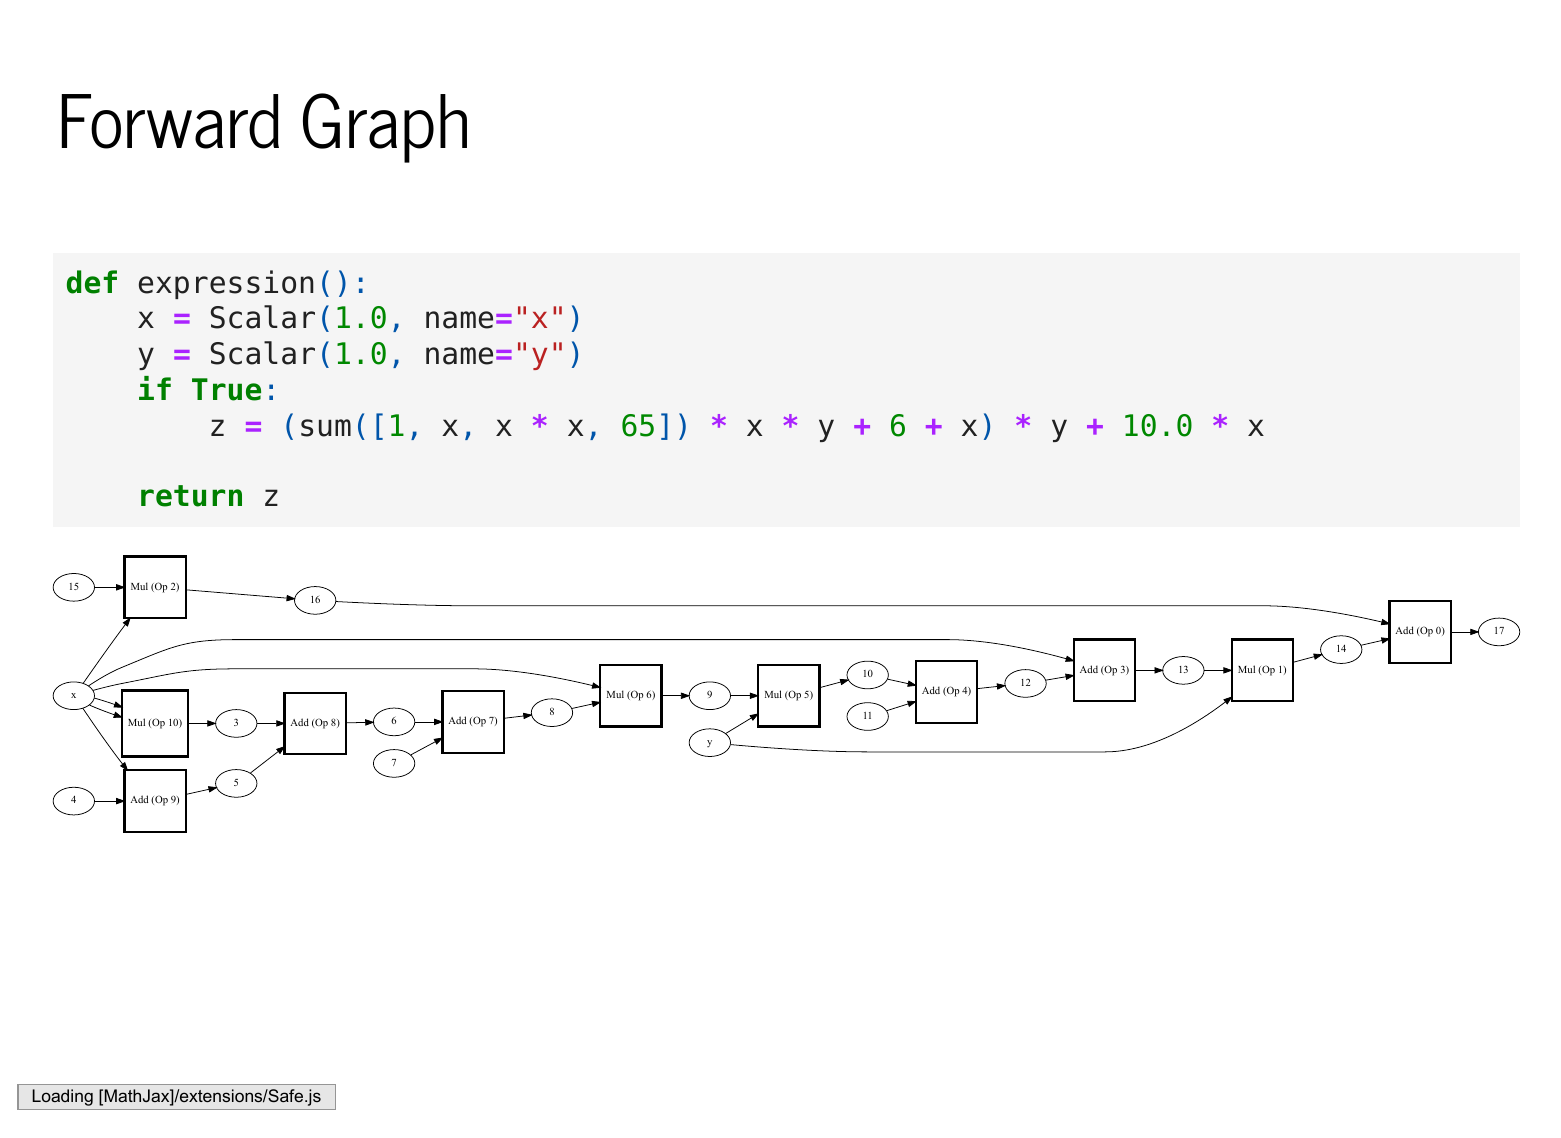 Forward Graph
def expression():
    x = Scalar(1.0, name="x")
    y = Scalar(1.0, name="y")
    if True:
        z = (sum([1, x, x * x, 65]) * x * y + 6 + x) * y + 10.0 * x
    return z
15
Mul (Op 2)
16
Add (Op 0)
17
x
Mul (Op 10)
3
Add (Op 8)
6
Add (Op 7)
8
Mul (Op 6)
9
Mul (Op 5)
10
Add (Op 4)
12
Add (Op 3)
13
Mul (Op 1)
14
11
y
7
4
Add (Op 9)
5
Loading [MathJax]/extensions/Safe.js